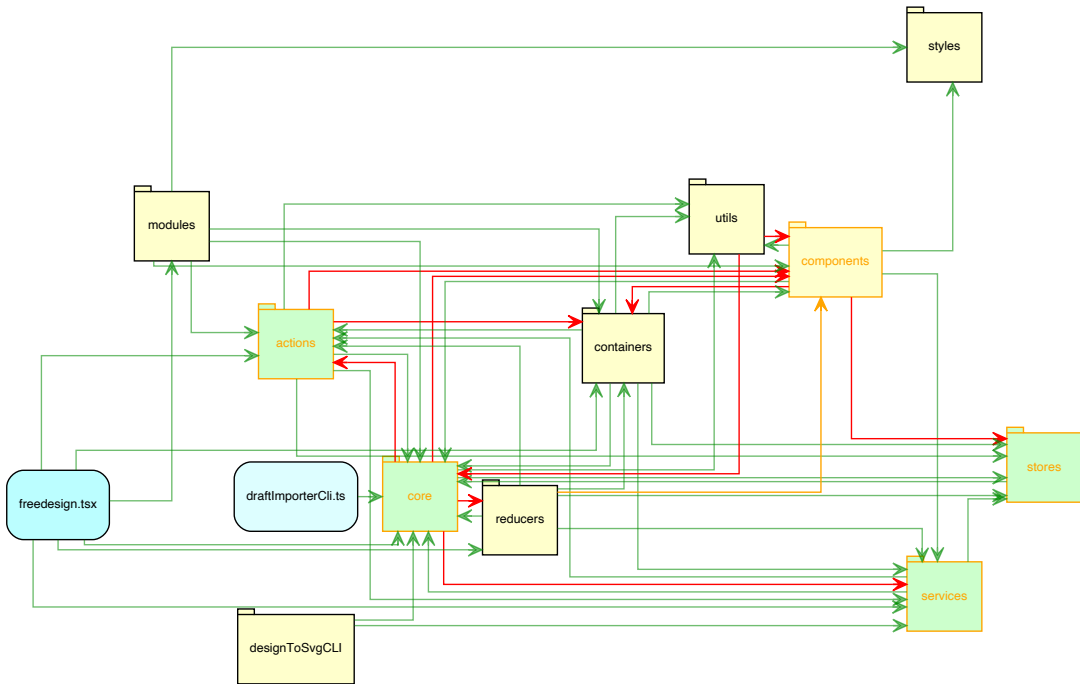 styles
utils
modules
components
actions
containers
stores
core
draftImporterCli.ts
freedesign.tsx
reducers
services
designToSvgCLI